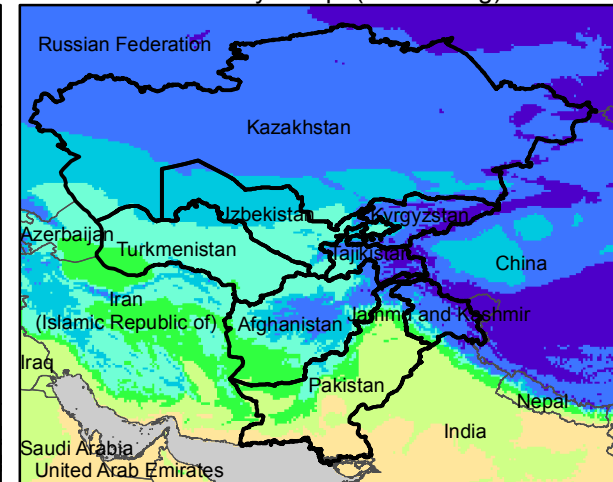 Russian Federation
Kazakhstan
Uzbekistan
Kyrgyzstan
Azerbaijan
Turkmenistan
Tajikistan
China
Iran
(Islamic Republic of)
Afghanistan
Jammu and Kashmir
Iraq
Pakistan
Nepal
India
Saudi Arabia
United Arab Emirates